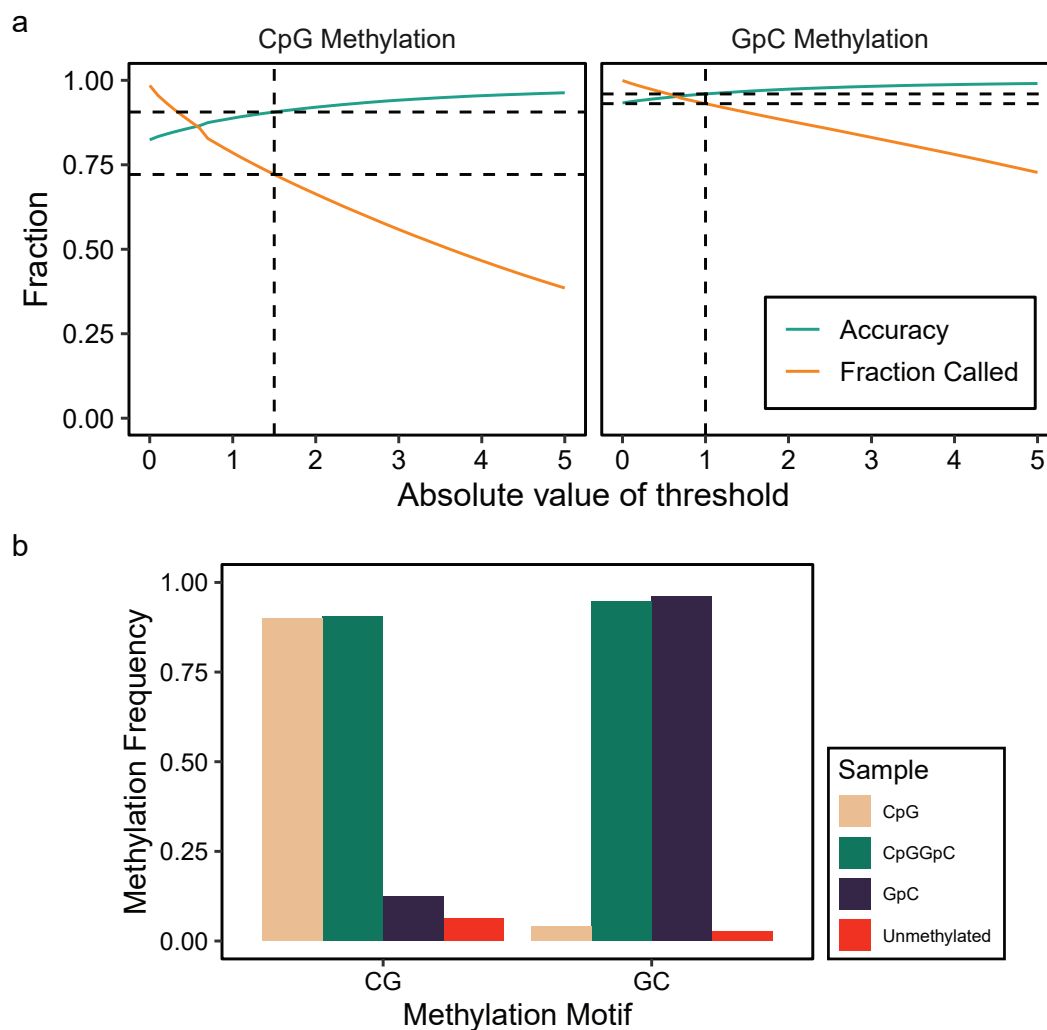 a
CpG Methylation GpC Methylation
1.00
0.75
0.50
0.25
0.00
Fraction
Accuracy
Fraction Called
0 1 2 3 4 5 0 1 2 3 4 5
Absolute value of threshold
b
1.00
0.75
0.50
0.25
0.00
Methylation Frequency
CG GC
Methylation Motif
Sample
CpG
CpGGpC
GpC
Unmethylated